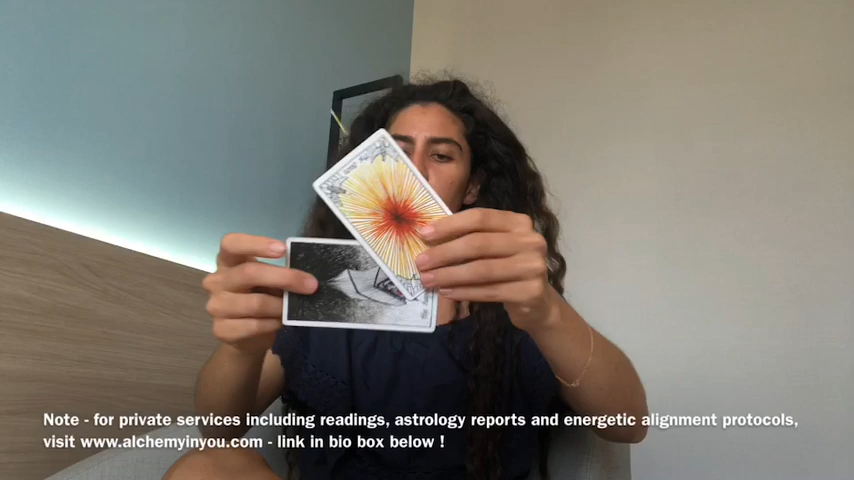 Note - for private services including readings, astrology reports and energetic alignment protocols,
visit www.alchemyinyou.com - link in bio box below !